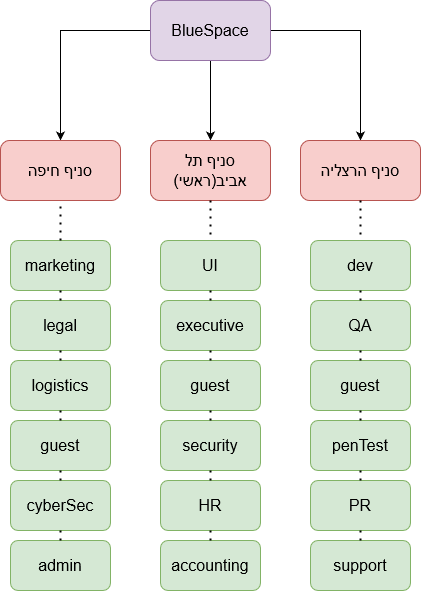 BlueSpace
סניף חיפה
סניף תל
אביב(ראשי)
סניף הרצליה
marketing
UI
dev
legal
executive
QA
logistics
guest
guest
guest
security
penTest
cyberSec
HR
PR
admin
accounting
support